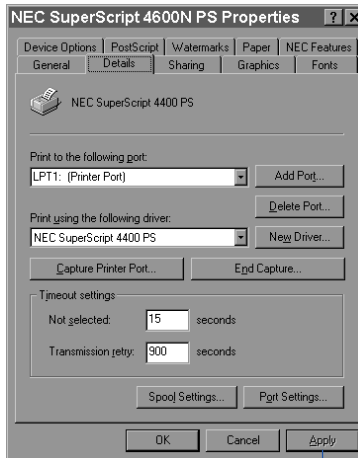 NEC SuperScript 4600N PS Properties
Device Options PostScript Watermarks Paper NEC Features
General Details Sharing Graphics Fonts
NEC SuperScript 4400 PS
Print to the following port:
LPT1: (Printer Port)
Add Port...
Delete Port...
Print using the following driver:
NEC SuperScript 4400 PS
New Driver...
Capture Printer Port... End Capture...
Timeout settings
Not selected: 15 seconds
Transmission retry: 900 seconds
Spool Settings... Port Settings...
OK Cancel Apply